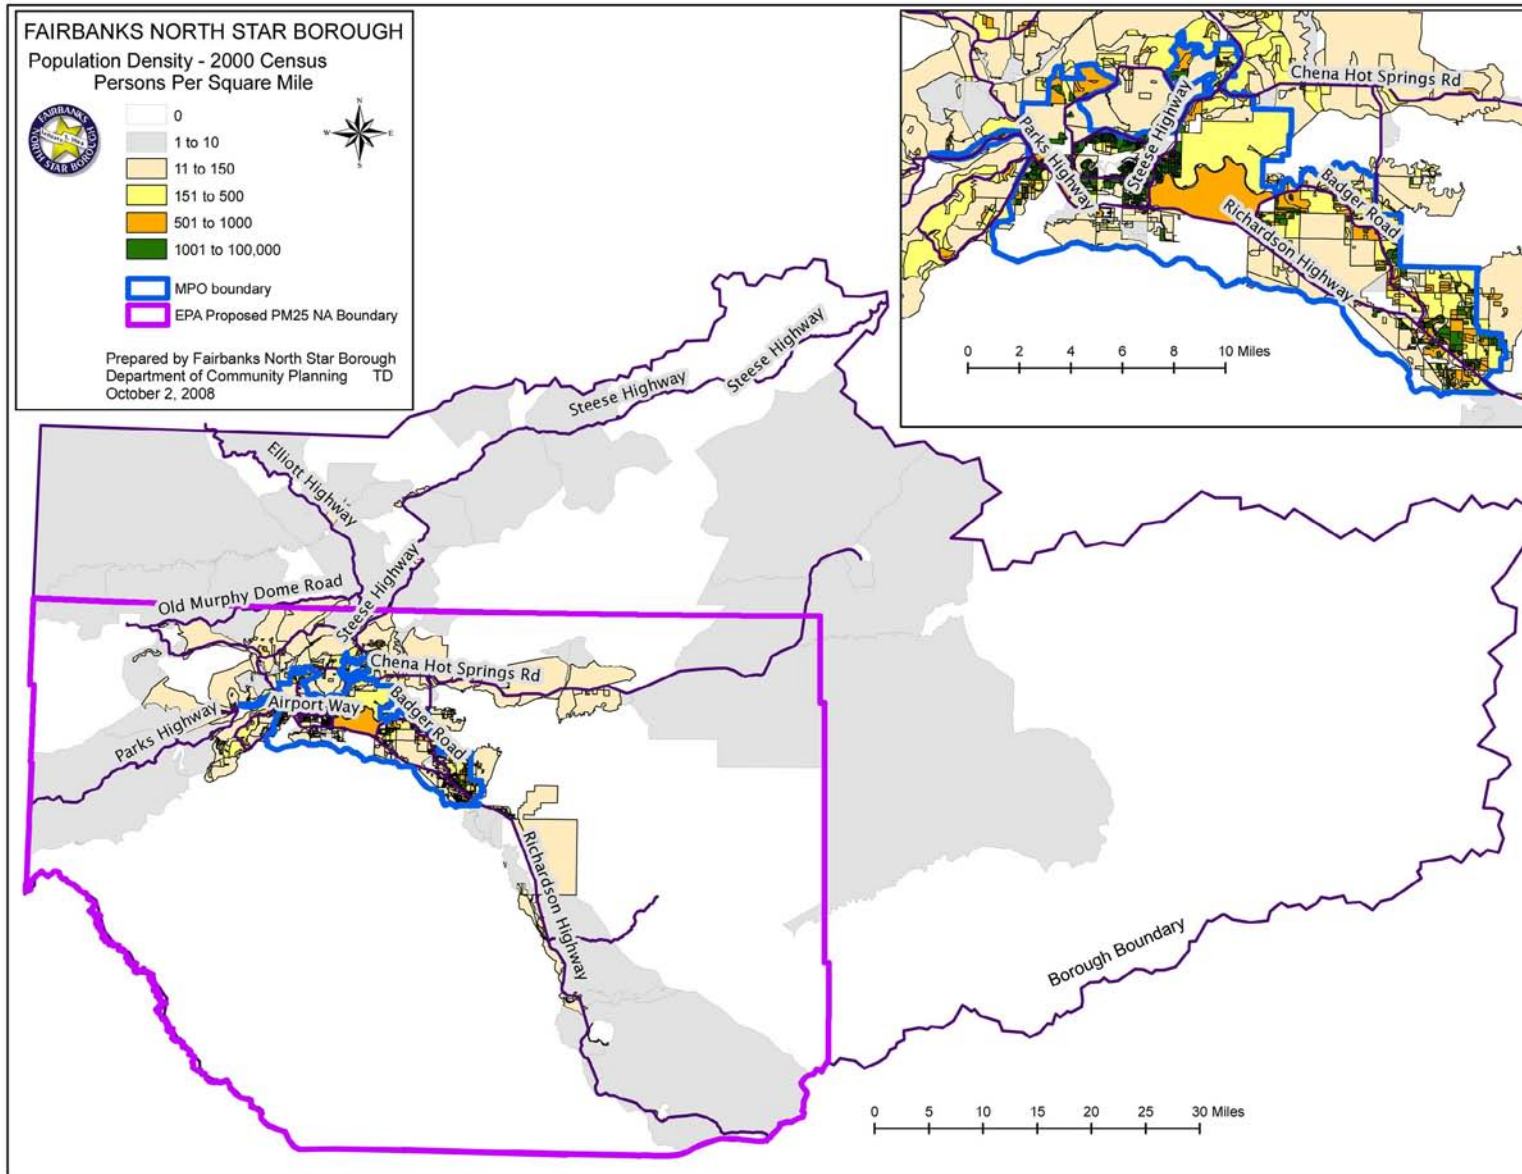 FAIRBANKS NORTH STAR BOROUGH
Population Density - 2000 Census
Persons Per Square Mile
FAIRBANKS
NORTH STAR BOROUGH
N
W
E
S
0
1 to 10
11 to 150
151 to 500
501 to 1000
1001 to 100,000
MPO boundary
EPA Proposed PM25 NA Boundary
Prepared by Fairbanks North Star Borough
Department of Community Planning TD
October 2, 2008
Chena Hot Springs Rd
Steese Highway
Parks Highway
Badger Road
Richardson Highway
0 2 4 6 8 10 Miles
Steese Highway
Steese Highway
Elliott Highway
Steese Highway
Old Murphy Dome Road
Chena Hot Springs Rd
Airport Way
Badger Road
Parks Highway
Richardson Highway
Borough Boundary
0 5 10 15 20 25 30 Miles